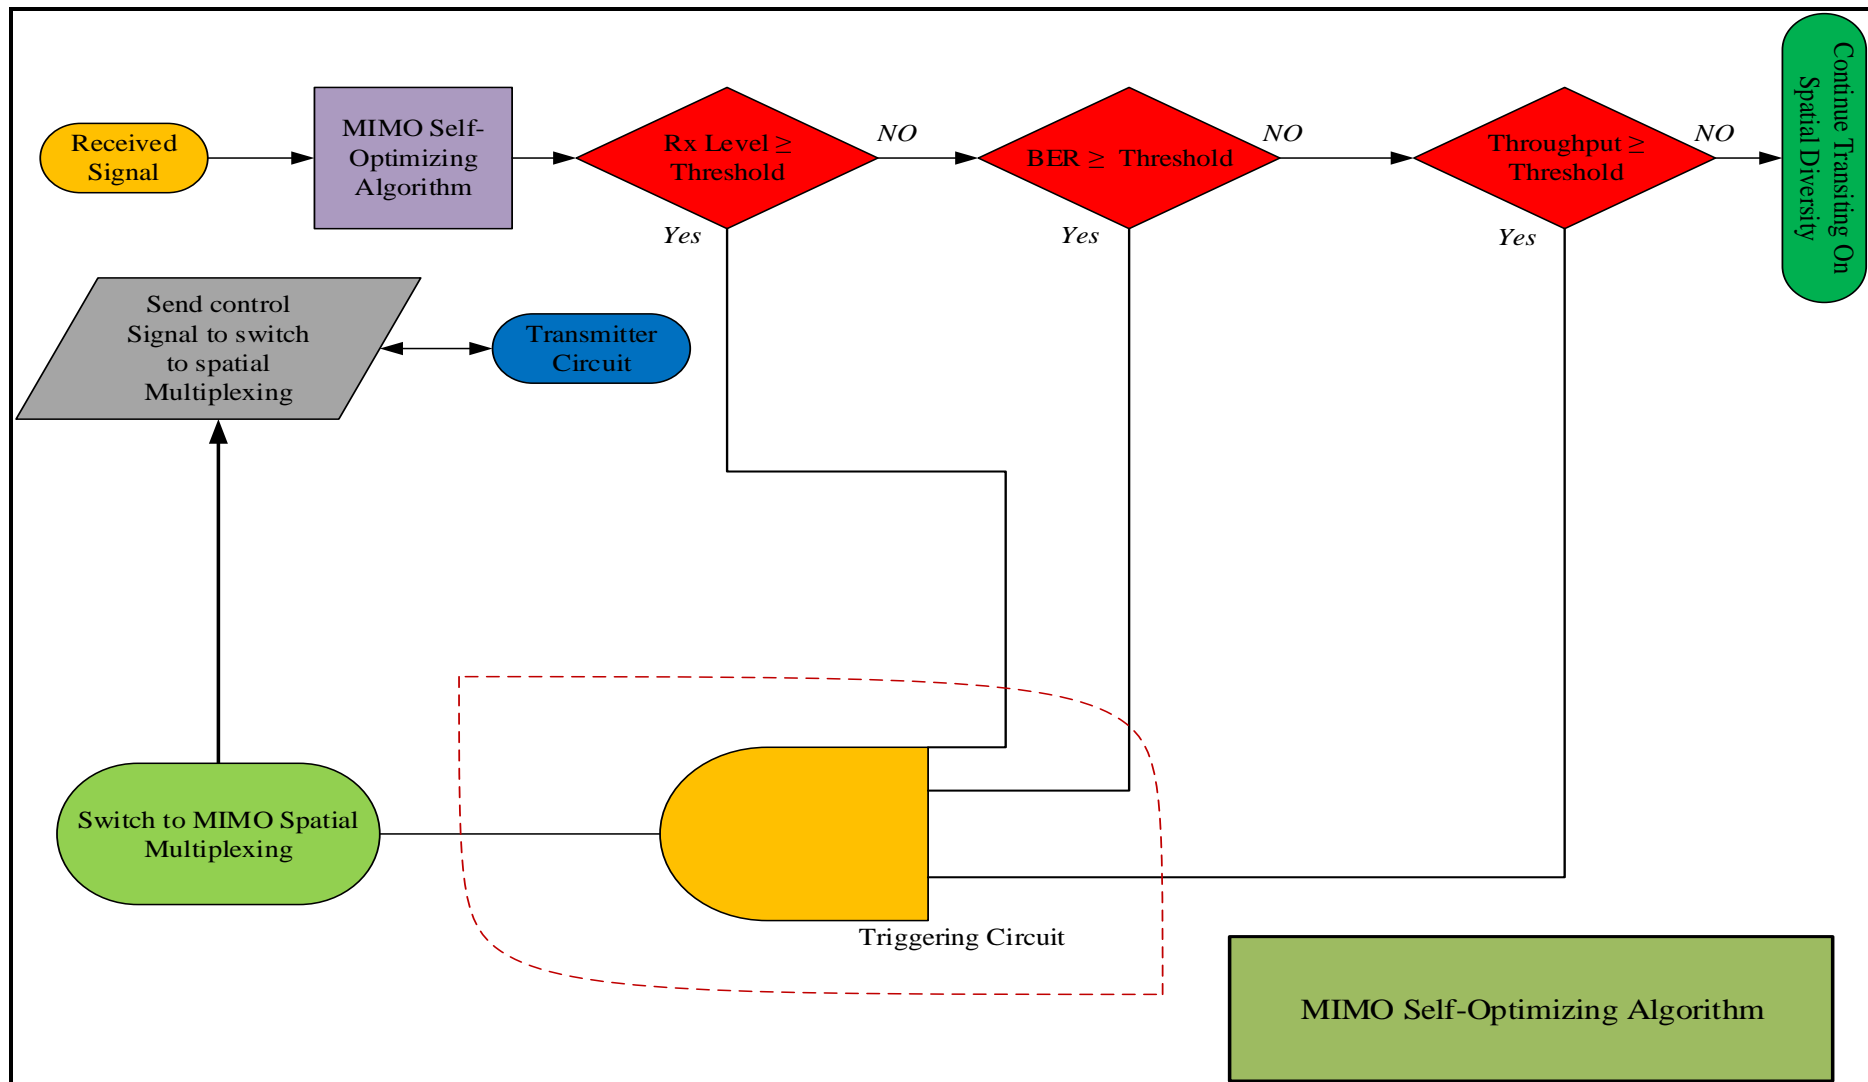 Received
Signal
MIMO Self-
Optimizing
Algorithm
Rx Level ≥
Threshold
NO
Yes
BER ≥ Threshold
NO
Yes
Throughput ≥
Threshold
NO
Yes
Continue Transiting On
Spatial Diversity
Send control
Signal to switch
to spatial
Multiplexing
Transmitter
Circuit
Switch to MIMO Spatial
Multiplexing
Triggering Circuit
MIMO Self-Optimizing Algorithm